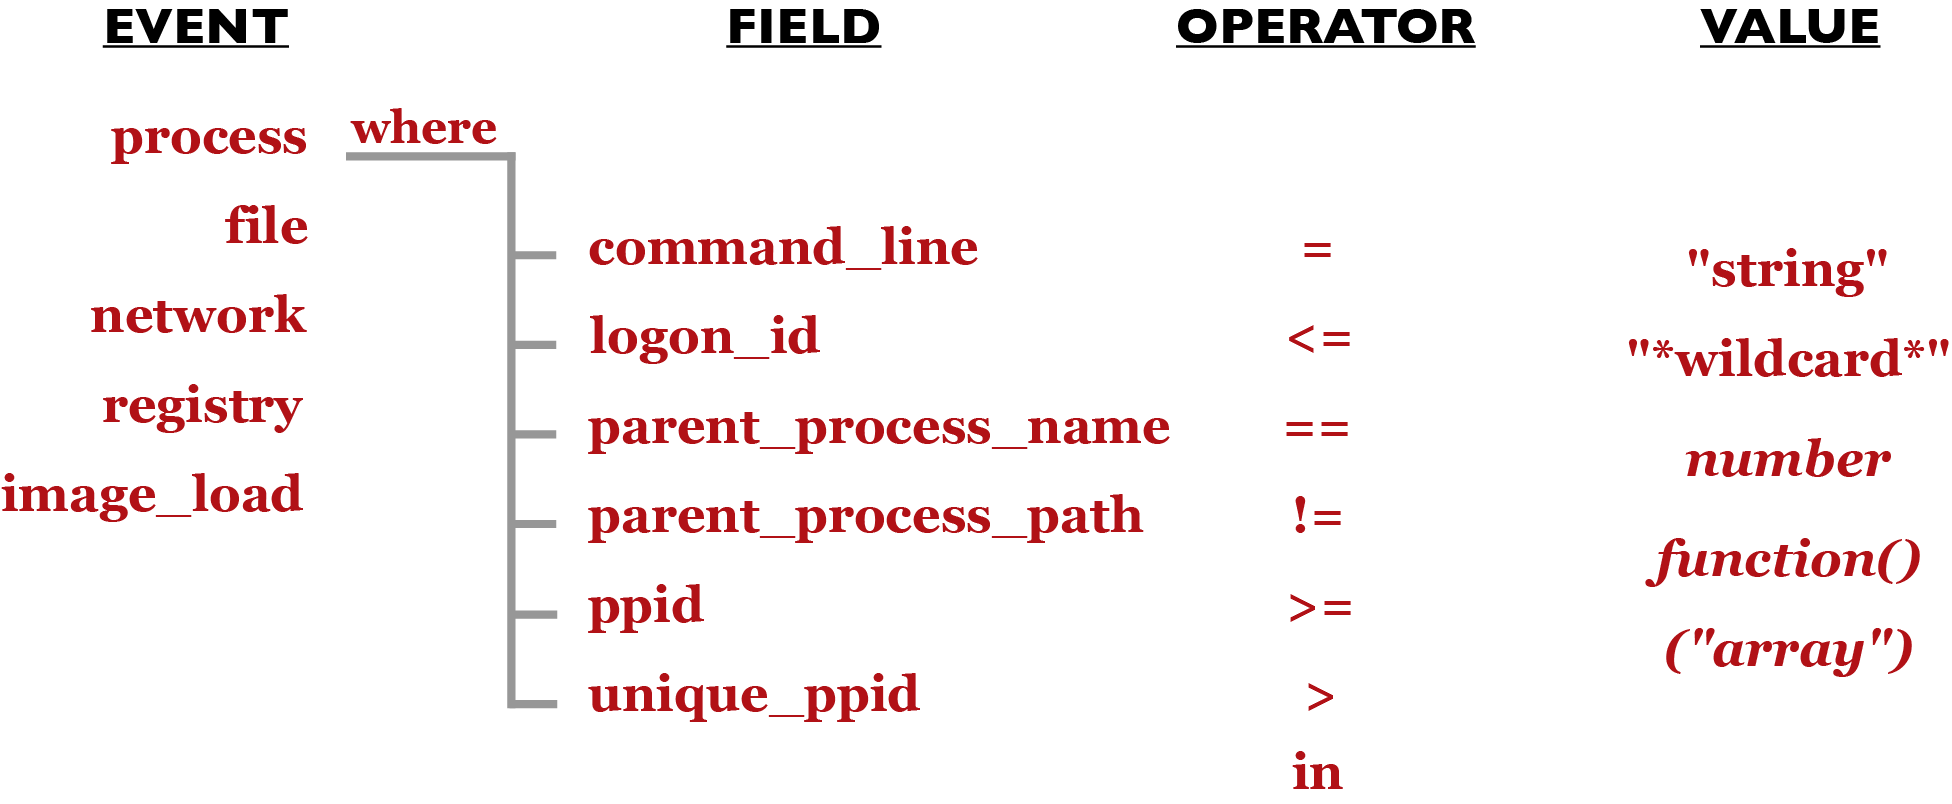 EVENT FIELD OPERATOR VALUE
process where
file
command_line = "string"
network
logon_id <= "*wildcard*"
registry
parent_process_name == number
image_load
parent_process_path != function()
ppid >= ("array")
unique_ppid >
in